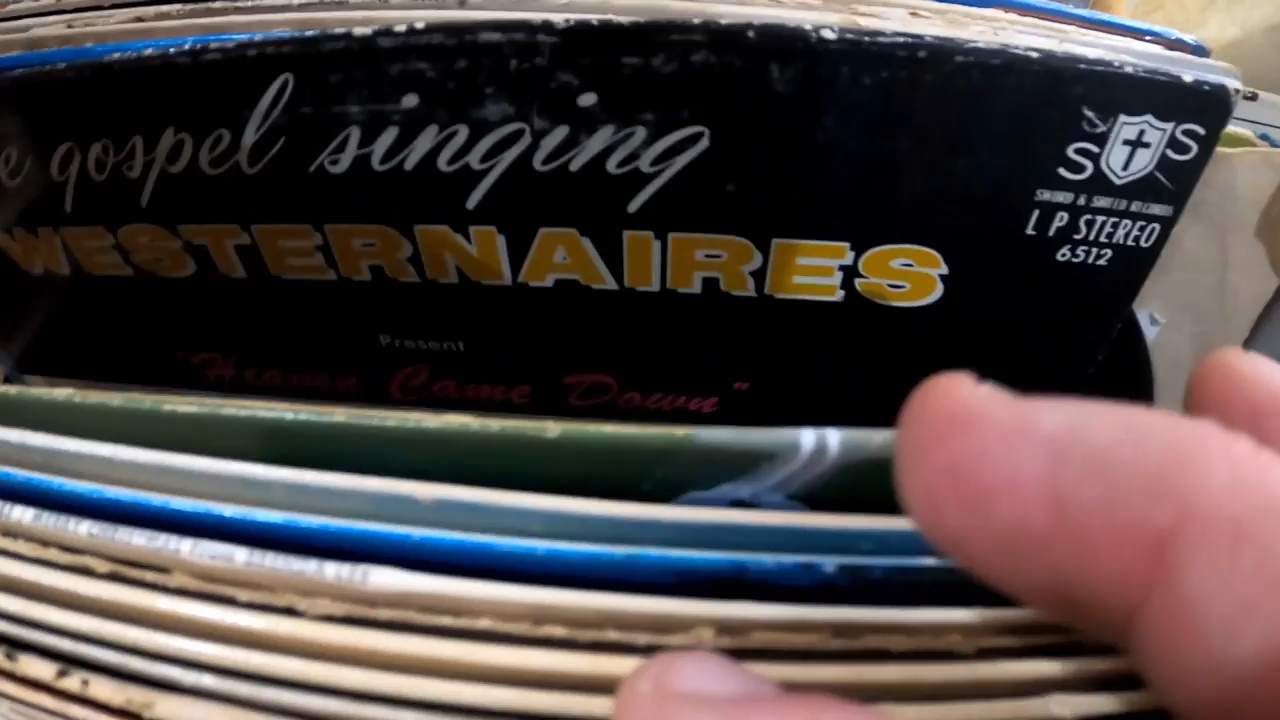 e gospel singing
WESTERNAIRES
Present
"Heaven Came Down"
S S
SWORD & SHIELD RECORDS
L P STEREO
6512